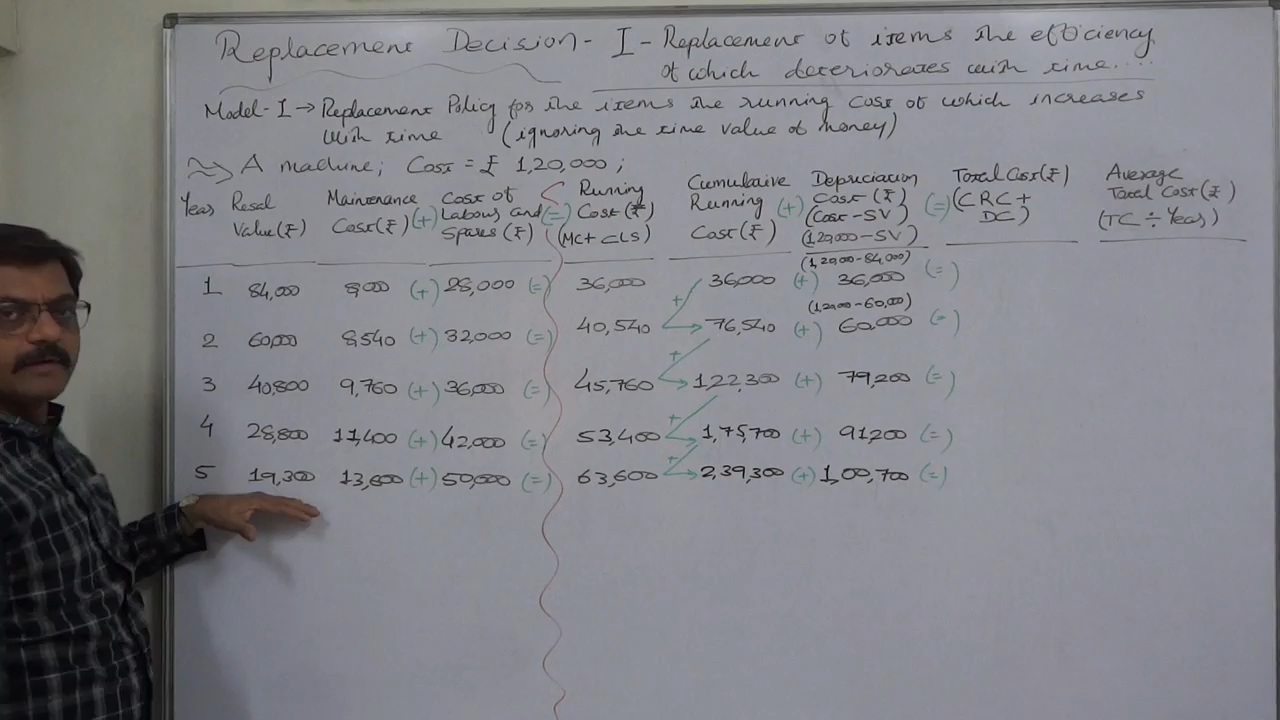 Replacement Decision - I - Replacement of items the efficiency
of which deteriorates with time....
Model-I → Replacement Policy for the items the running cost of which increases
with time (ignoring the time value of money)
A machine; Cost = ₹ 1,20,000;
Year Resal Value(₹) Maintenance Cost(₹) (+) Cost of Labour and Spares(₹) (=) Running Cost(₹) (MC+CLS) Cumulative Running Cost(₹) (+) Depreciation Cost(₹) (Cost-SV) (1,20,000-SV) (=) Total Cost(₹) (CRC+DC) Average Total Cost(₹) (TC÷Year)
(1,20,000-84,000)
1 84,000 8,000 (+) 28,000 (=) 36,000 36,000 (+) 36,000 (=)
(1,20,000-60,000)
2 60,000 8,540 (+) 32,000 (=) 40,540 + 76,540 (+) 60,000 (=)
3 40,800 9,760 (+) 36,000 (=) 45,760 + 1,22,300 (+) 79,200 (=)
4 28,800 11,400 (+) 42,000 (=) 53,400 + 1,75,700 (+) 91,200 (=)
5 19,300 13,600 (+) 50,000 (=) 63,600 + 2,39,300 (+) 1,00,700 (=)